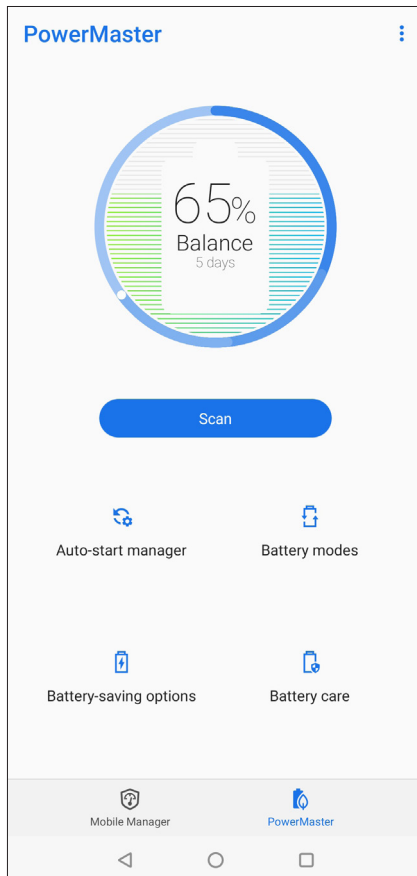 PowerMaster
65%
Balance
5 days
Scan
Auto-start manager
Battery modes
Battery-saving options
Battery care
Mobile Manager
PowerMaster